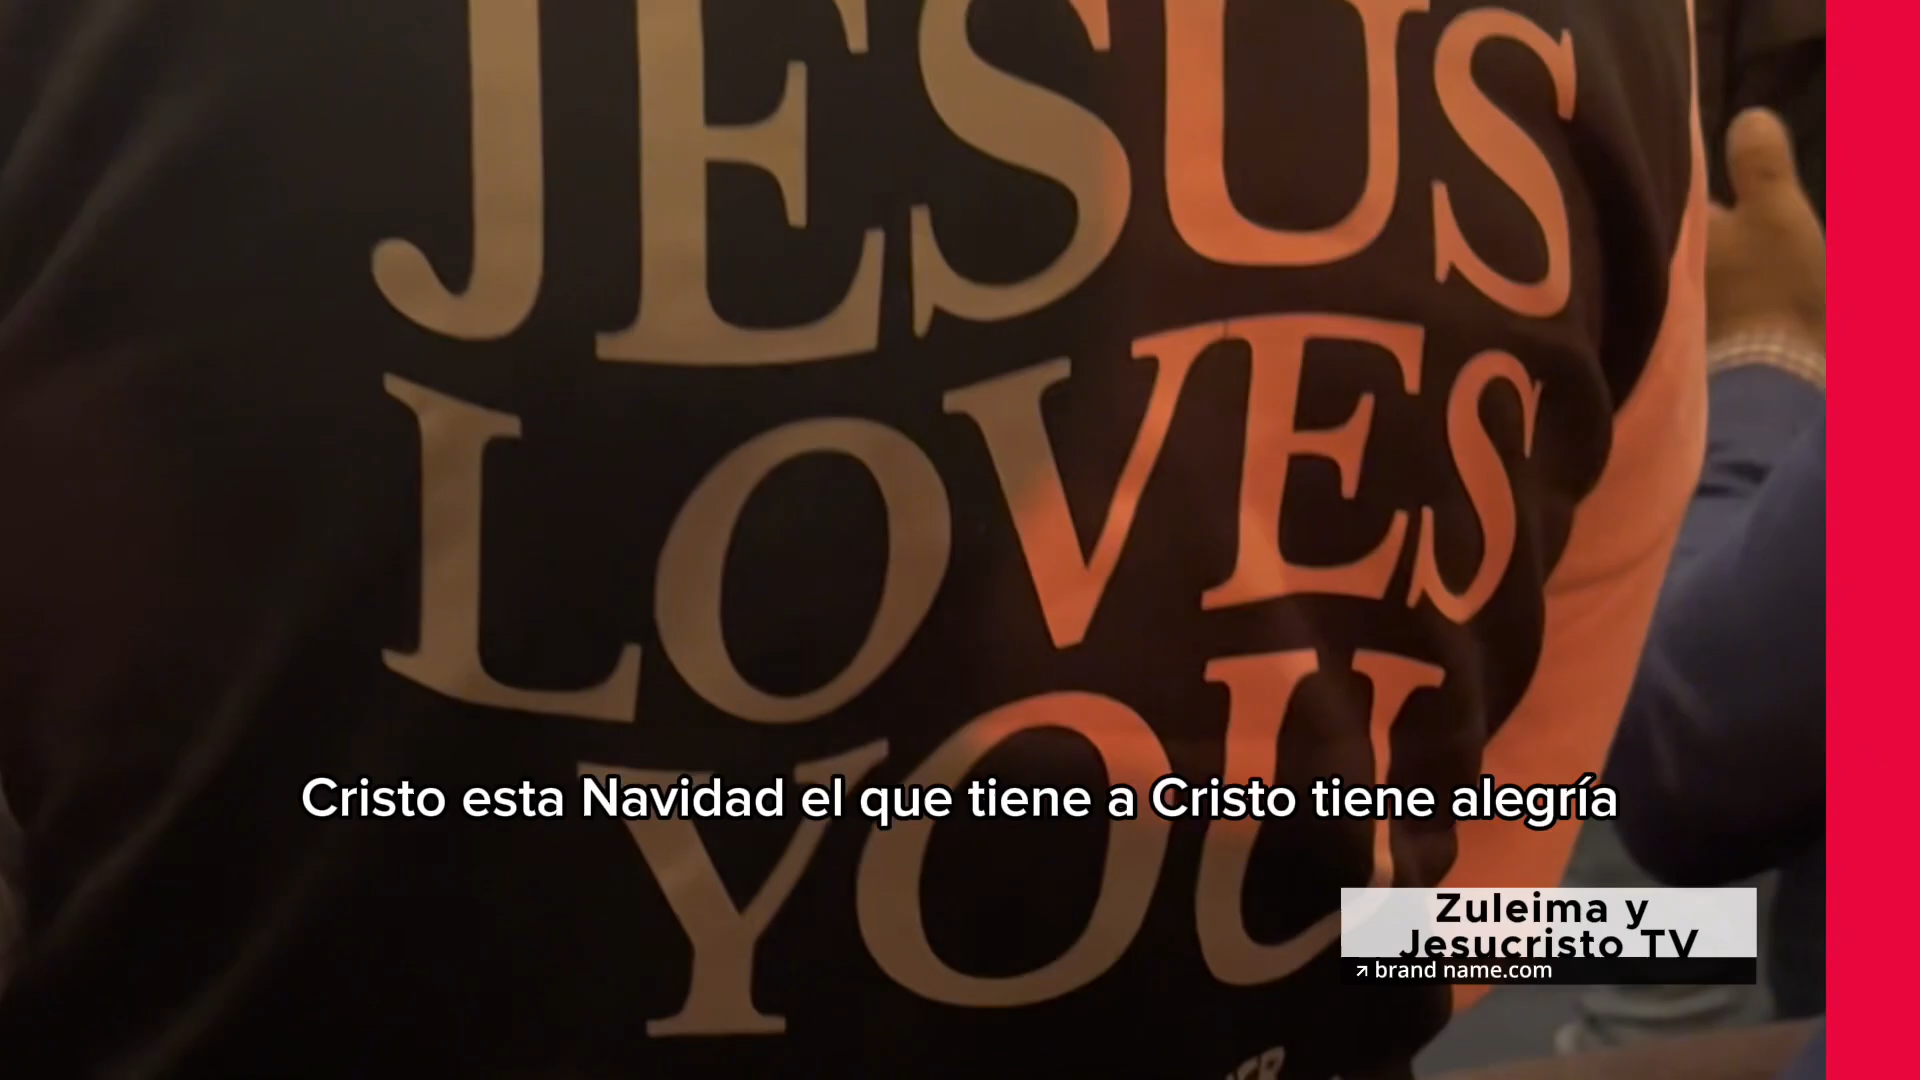 JESUS
LOVES
YOU
Cristo esta Navidad el que tiene a Cristo tiene alegría
Zuleima y
Jesucristo TV
brand name.com